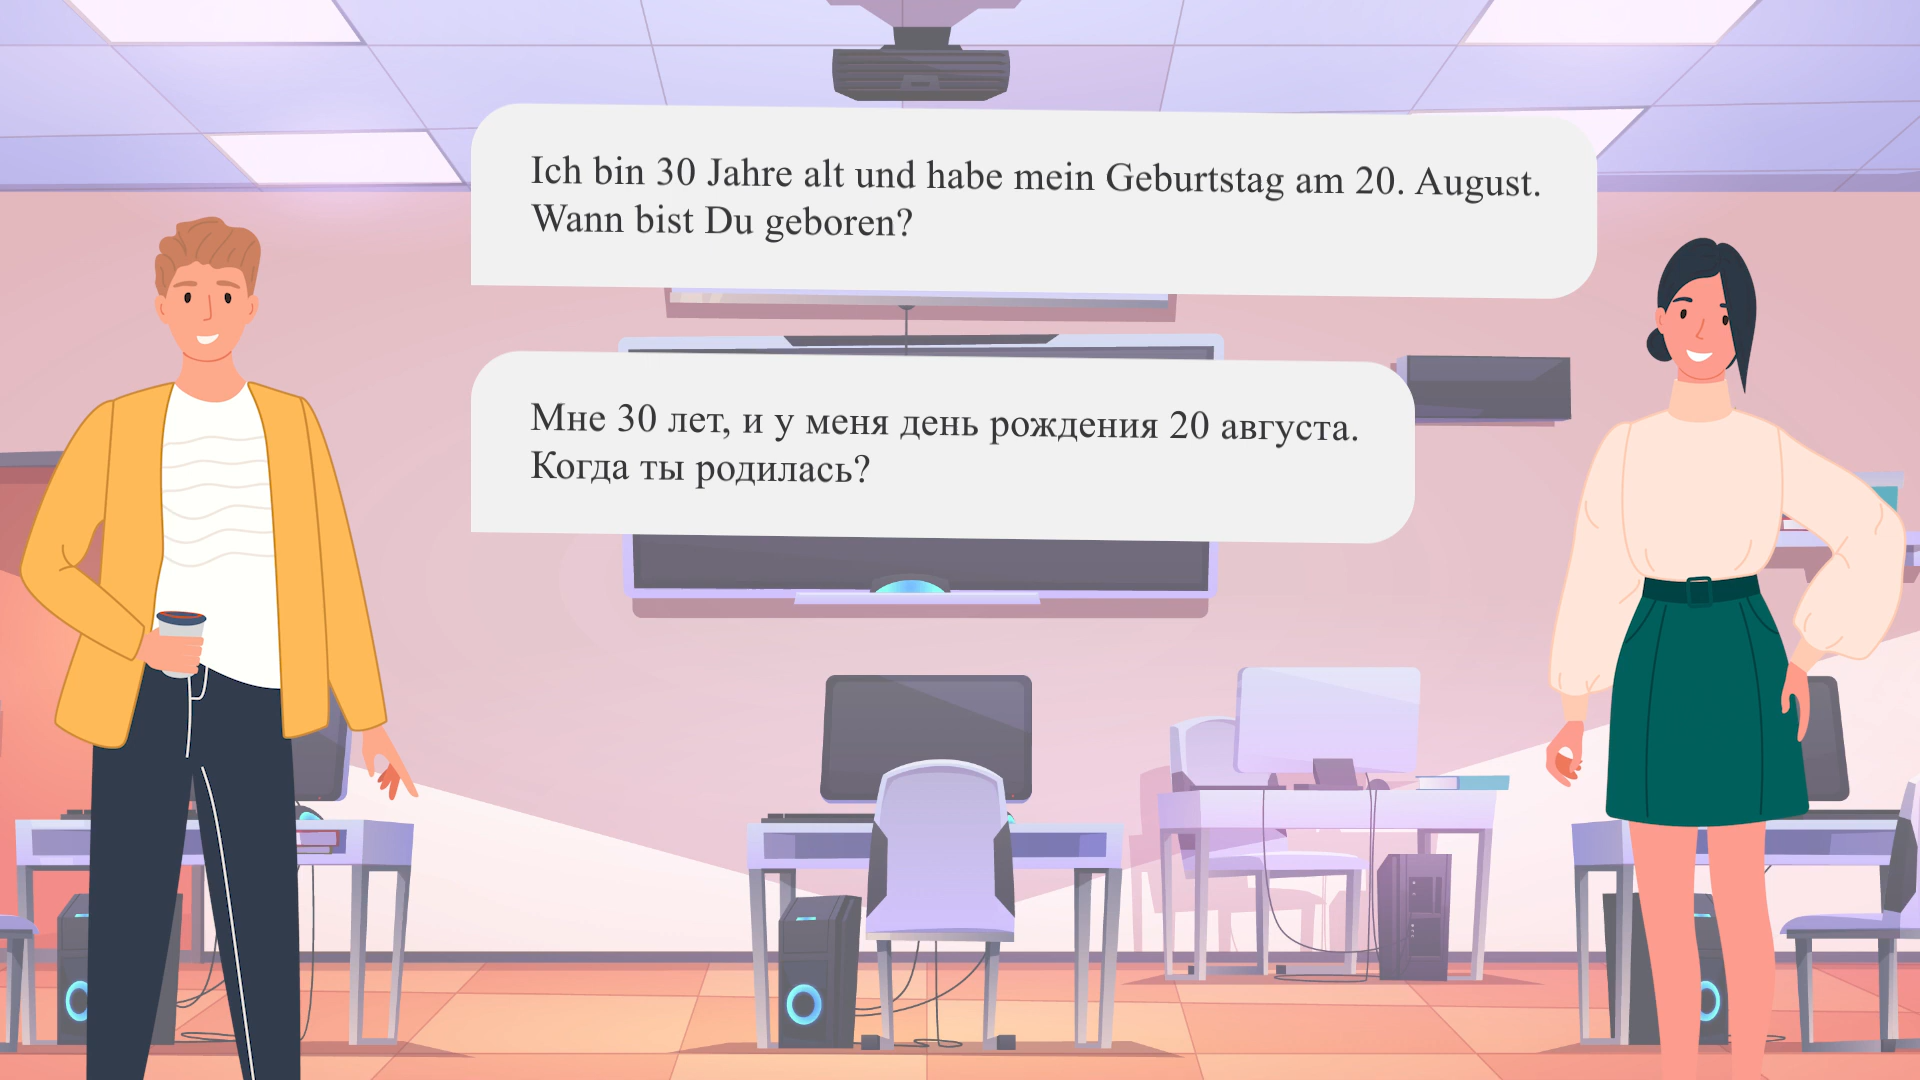 Ich bin 30 Jahre alt und habe mein Geburtstag am 20. August.
Wann bist Du geboren?
Мне 30 лет, и у меня день рождения 20 августа.
Когда ты родилась?